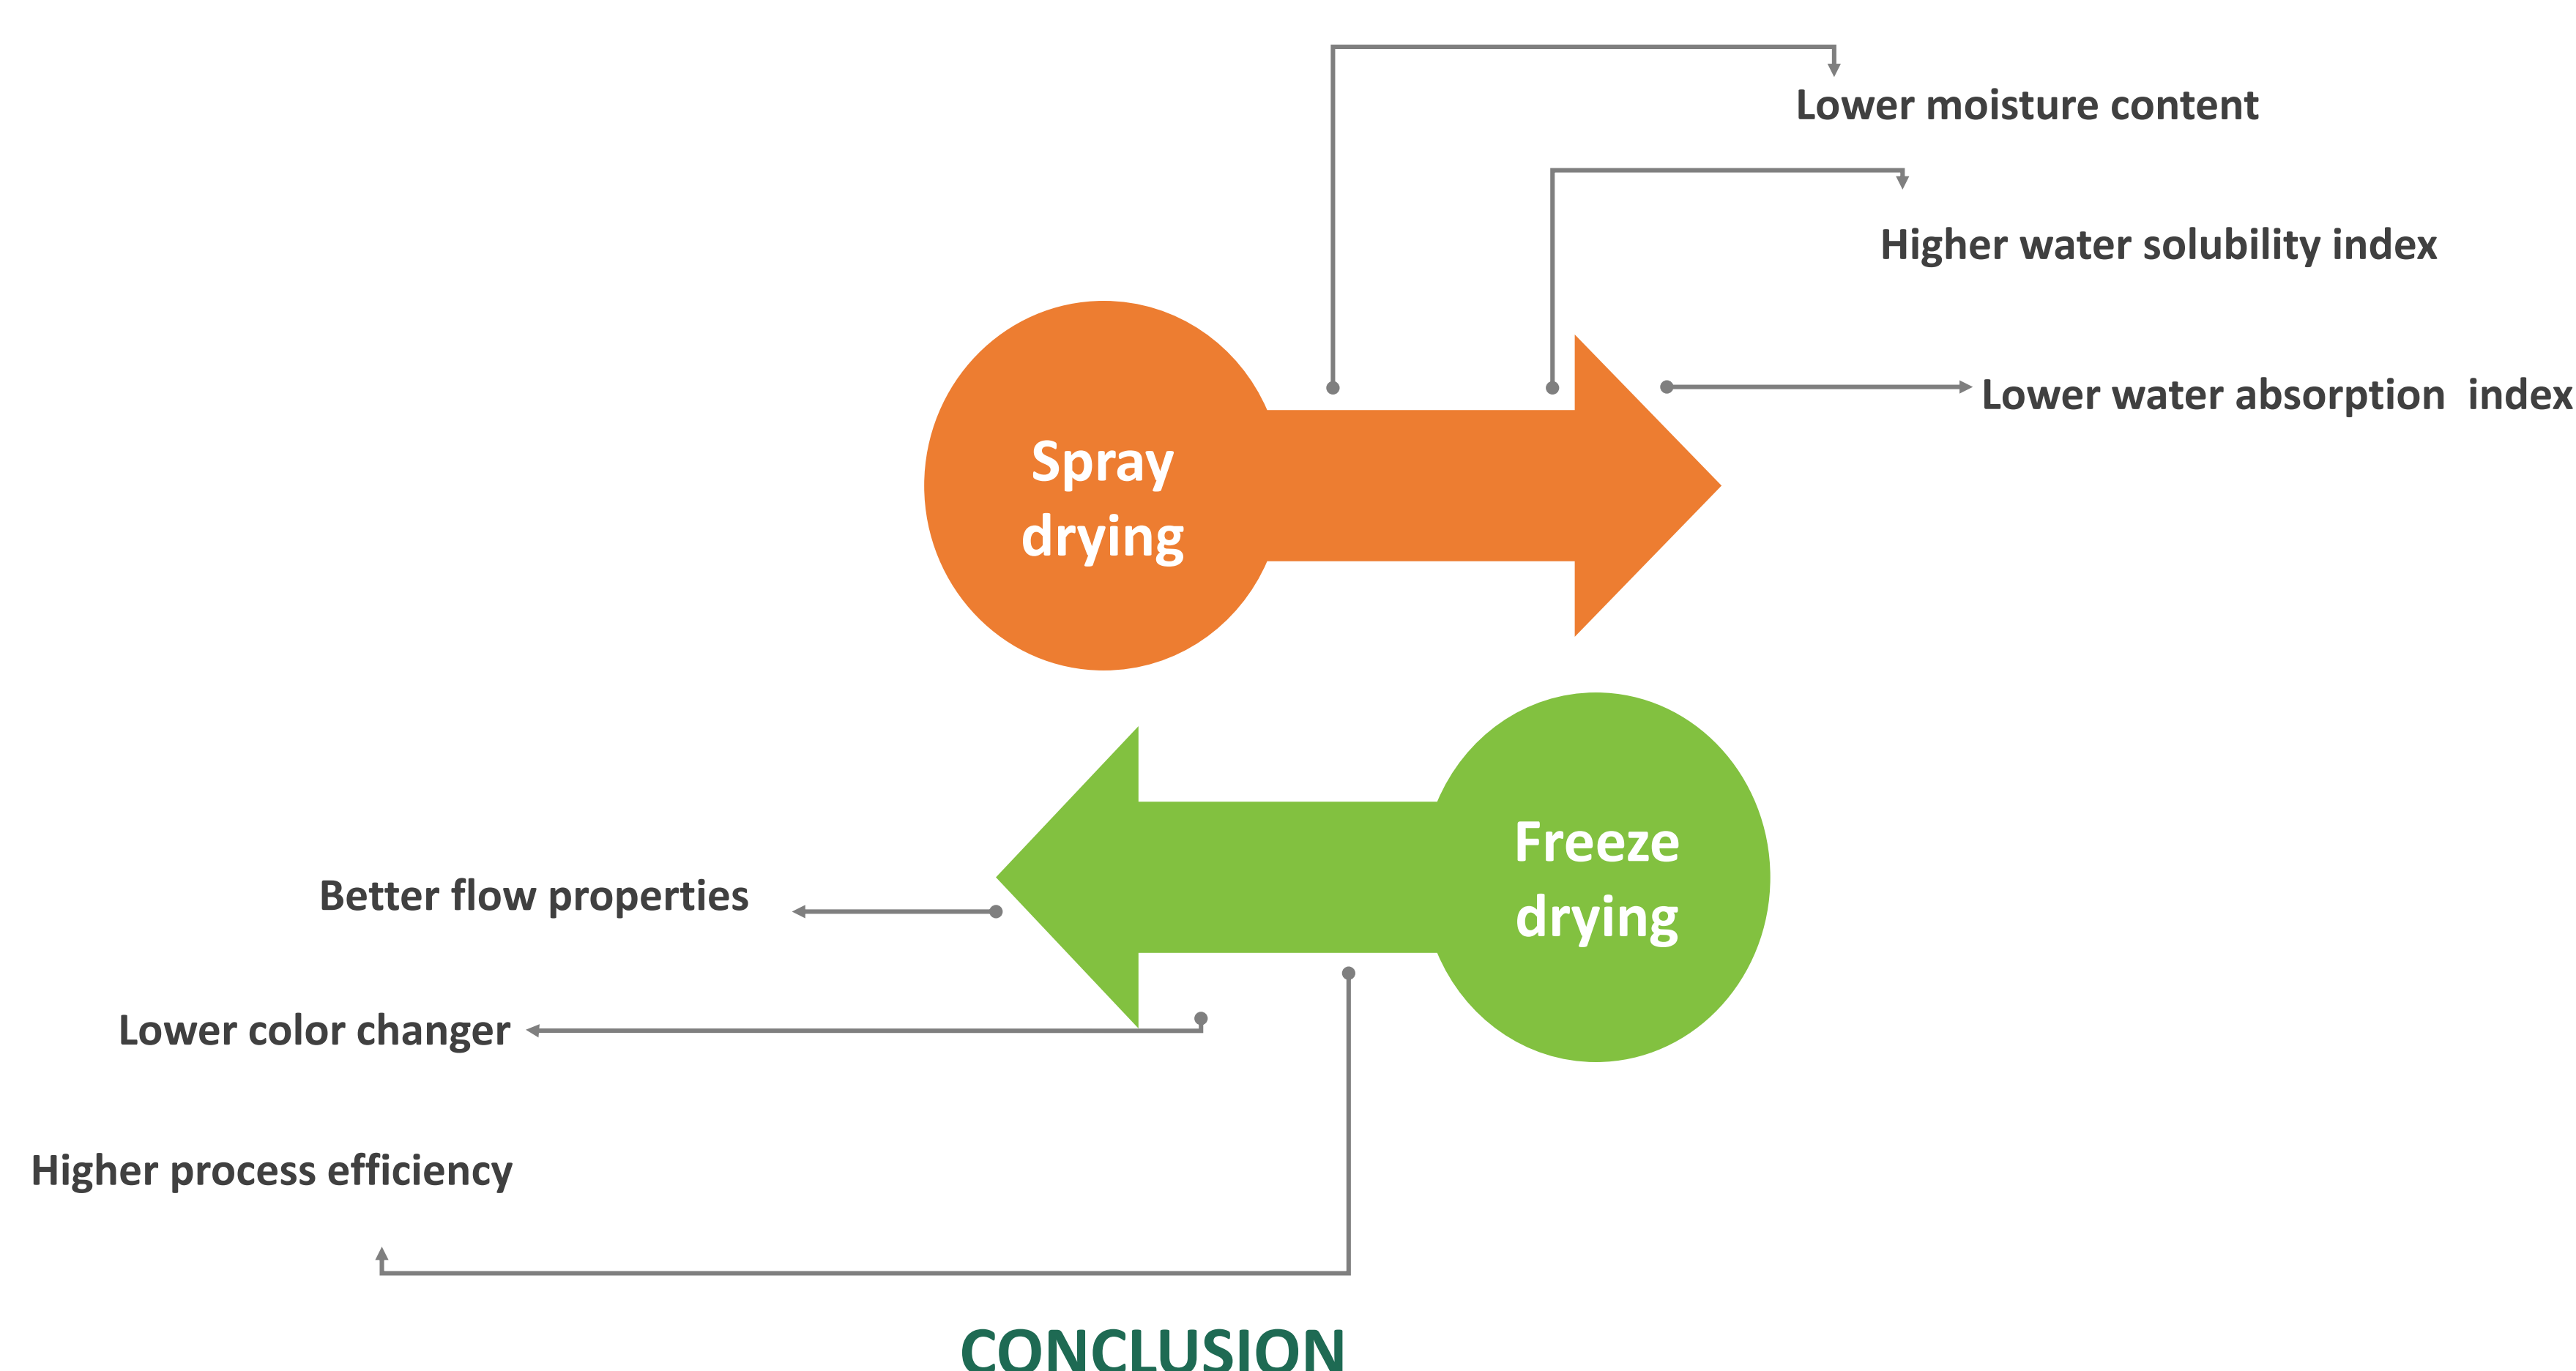 Lower moisture content
Higher water solubility index
Lower water absorption  index
Spray
drying
Freeze
drying
Better flow properties
Lower color changer
Higher process efficiency
CONCLUSION